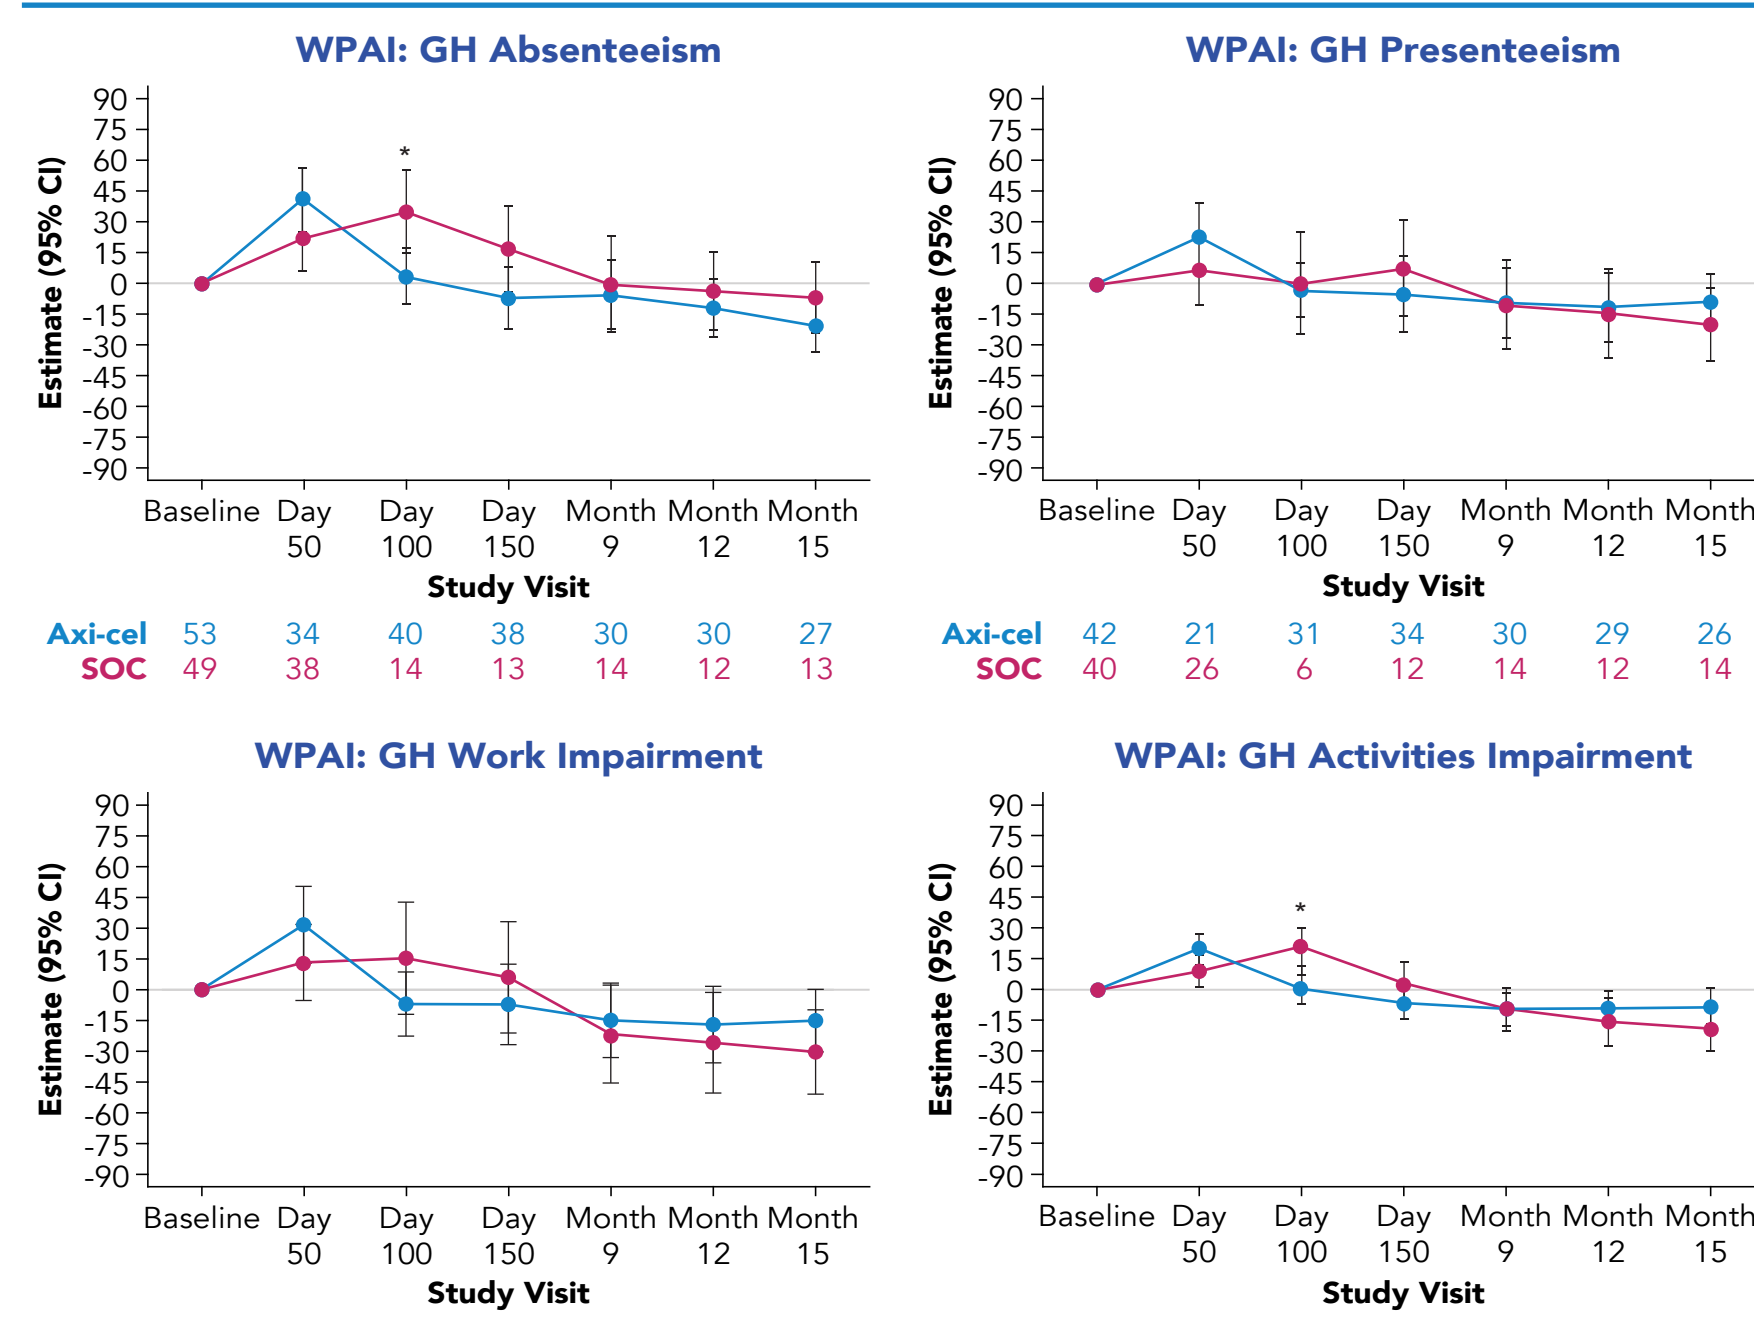 WPAI: GH Absenteeism
Estimate (95% CI)
90
75
60
45
30
15
0
-15
-30
-45
-60
-75
-90
*
Baseline Day Day Day Month Month Month
50 100 150 9 12 15
Study Visit
Axi-cel 53 34 40 38 30 30 27
SOC 49 38 14 13 14 12 13
WPAI: GH Presenteeism
Estimate (95% CI)
90
75
60
45
30
15
0
-15
-30
-45
-60
-75
-90
Baseline Day Day Day Month Month Month
50 100 150 9 12 15
Study Visit
Axi-cel 42 21 31 34 30 29 26
SOC 40 26 6 12 14 12 14
WPAI: GH Work Impairment
Estimate (95% CI)
90
75
60
45
30
15
0
-15
-30
-45
-60
-75
-90
Baseline Day Day Day Month Month Month
50 100 150 9 12 15
Study Visit
WPAI: GH Activities Impairment
Estimate (95% CI)
90
75
60
45
30
15
0
-15
-30
-45
-60
-75
-90
*
Baseline Day Day Day Month Month Month
50 100 150 9 12 15
Study Visit